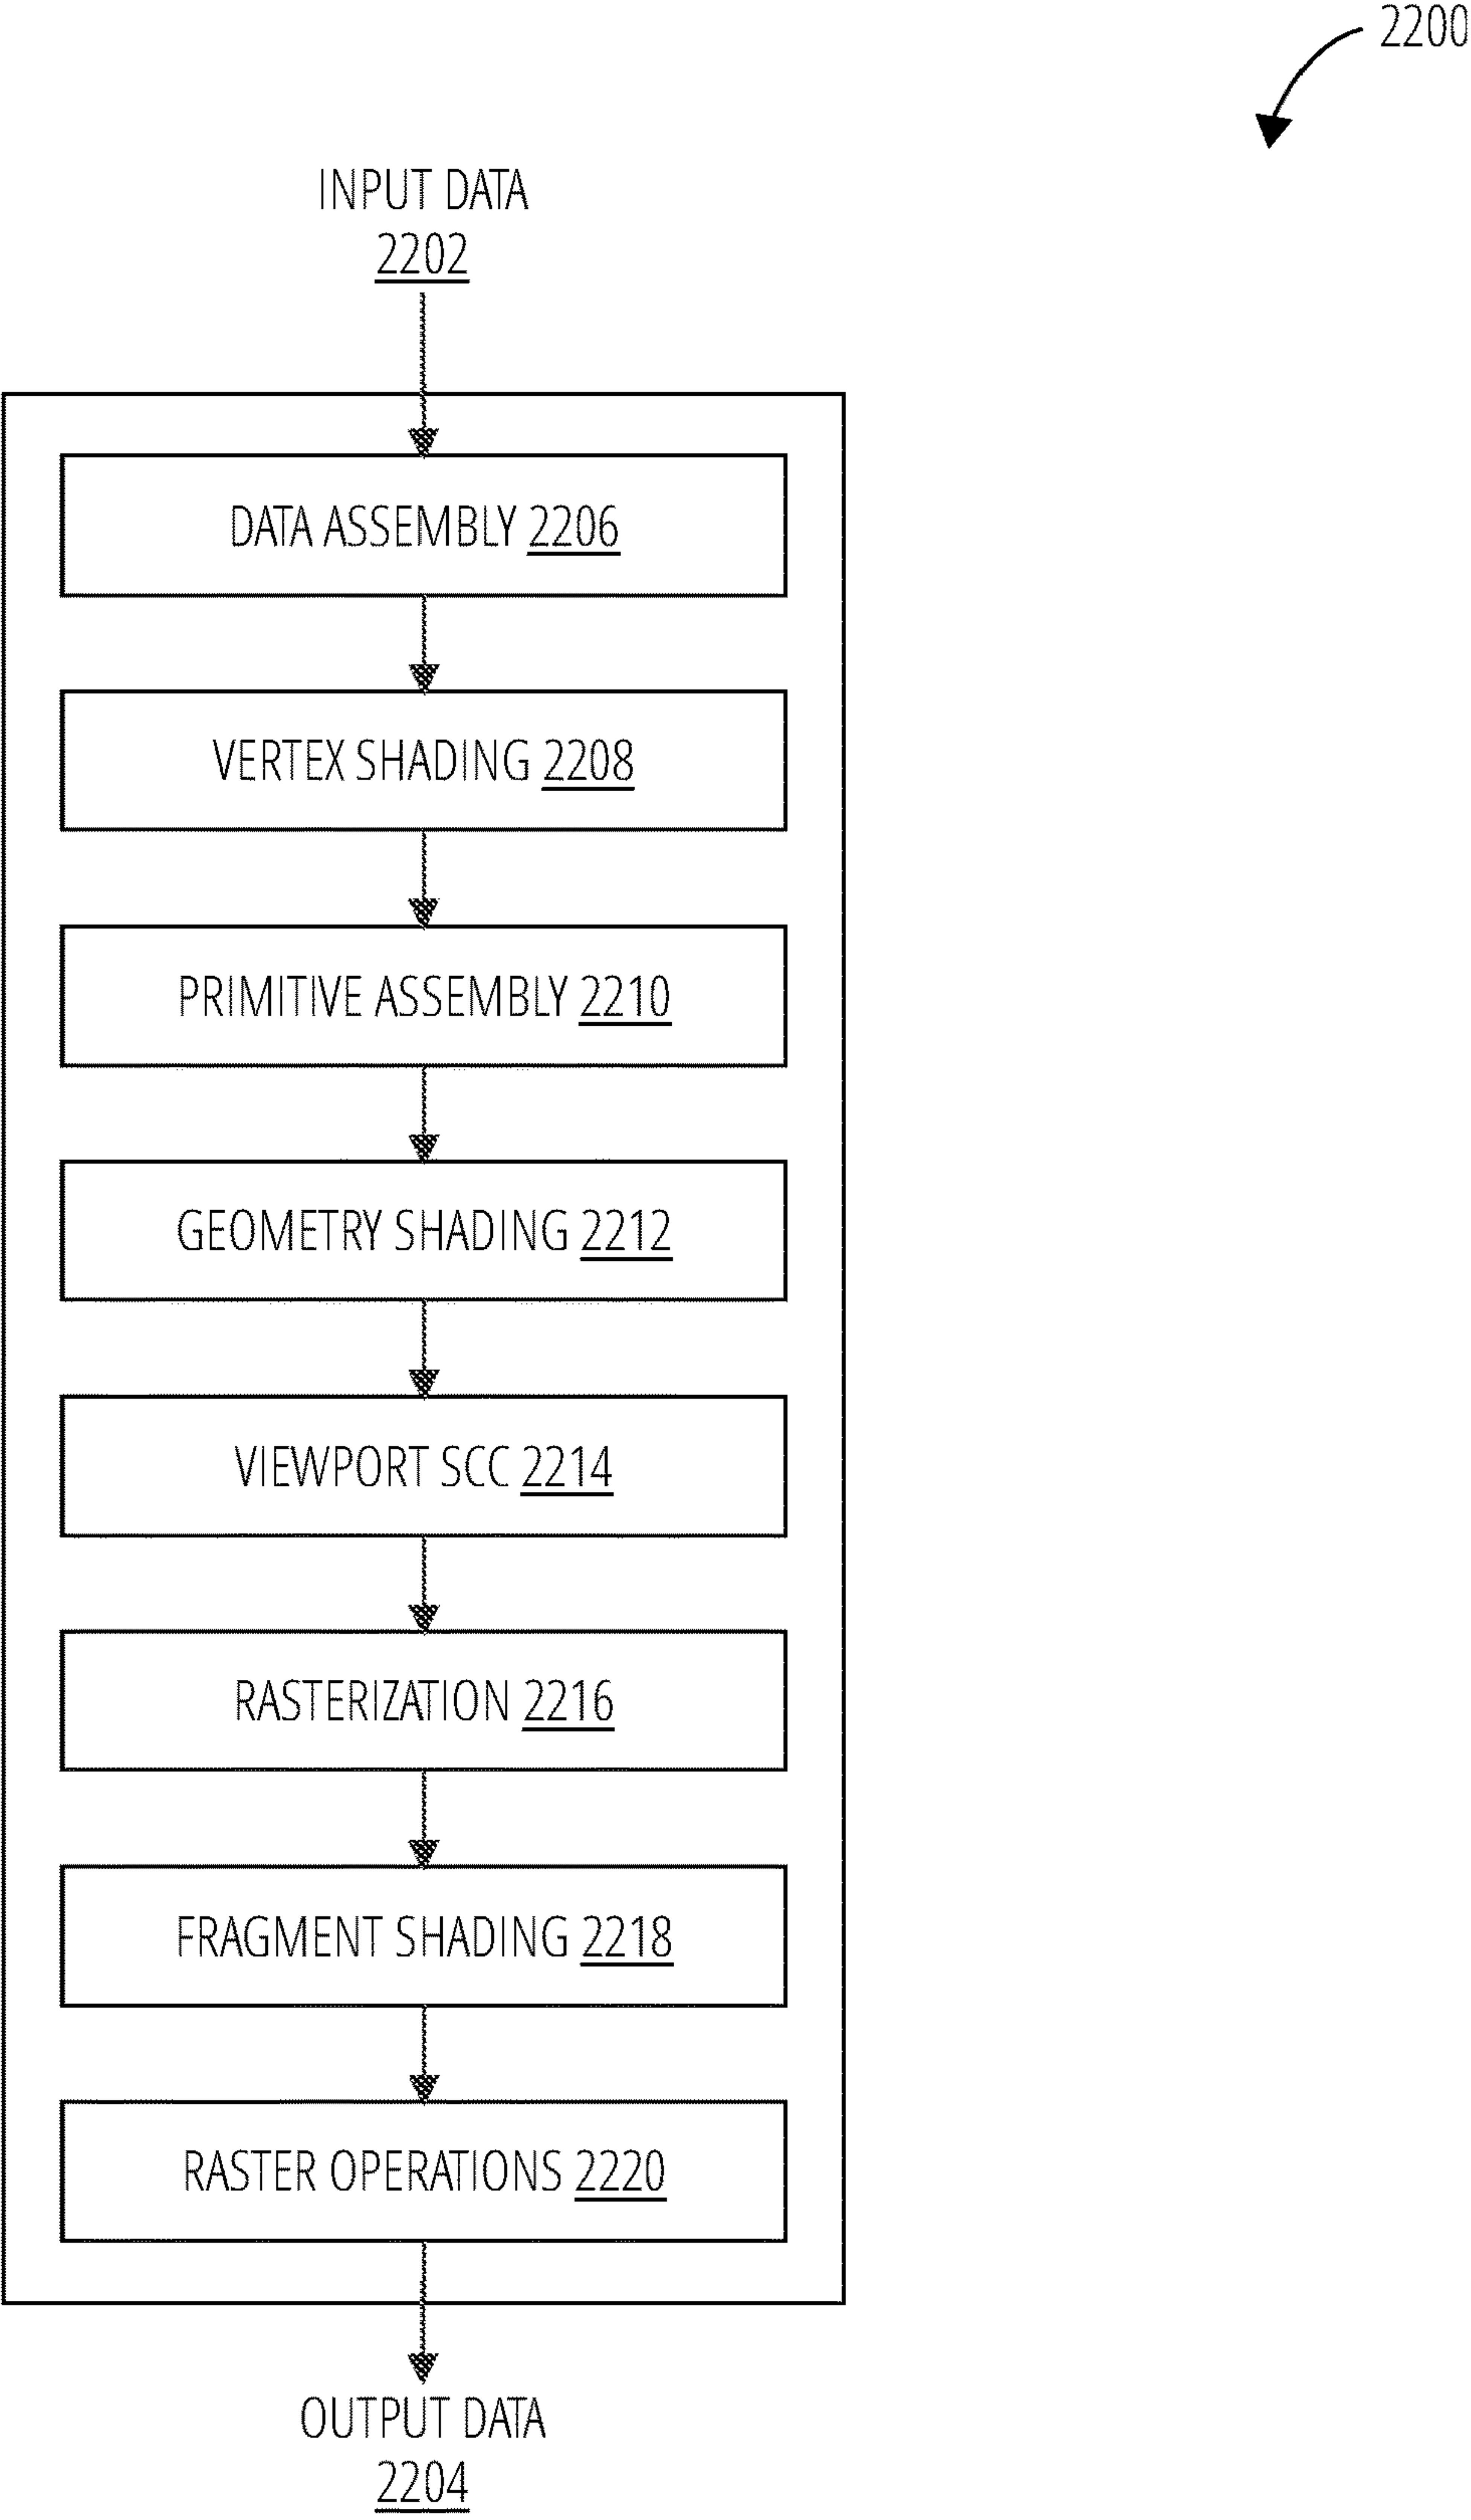 2200
INPUT DATA
2202
DATA ASSEMBLY 2206
VERTEX SHADING 2208
PRIMITIVE ASSEMBLY 2210
GEOMETRY SHADING 2212
VIEWPORT SCC 2214
RASTERIZATION 2216
FRAGMENT SHADING 2218
RASTER OPERATIONS 2220
OUTPUT DATA
2204